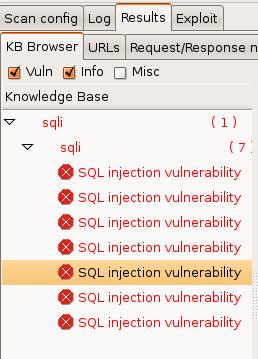 Scan config Log Results Exploit
KB Browser URLs Request/Response n
Vuln Info Misc
Knowledge Base
sqli ( 1 )
sqli ( 7
SQL injection vulnerability
SQL injection vulnerability
SQL injection vulnerability
SQL injection vulnerability
SQL injection vulnerability
SQL injection vulnerability
SQL injection vulnerability